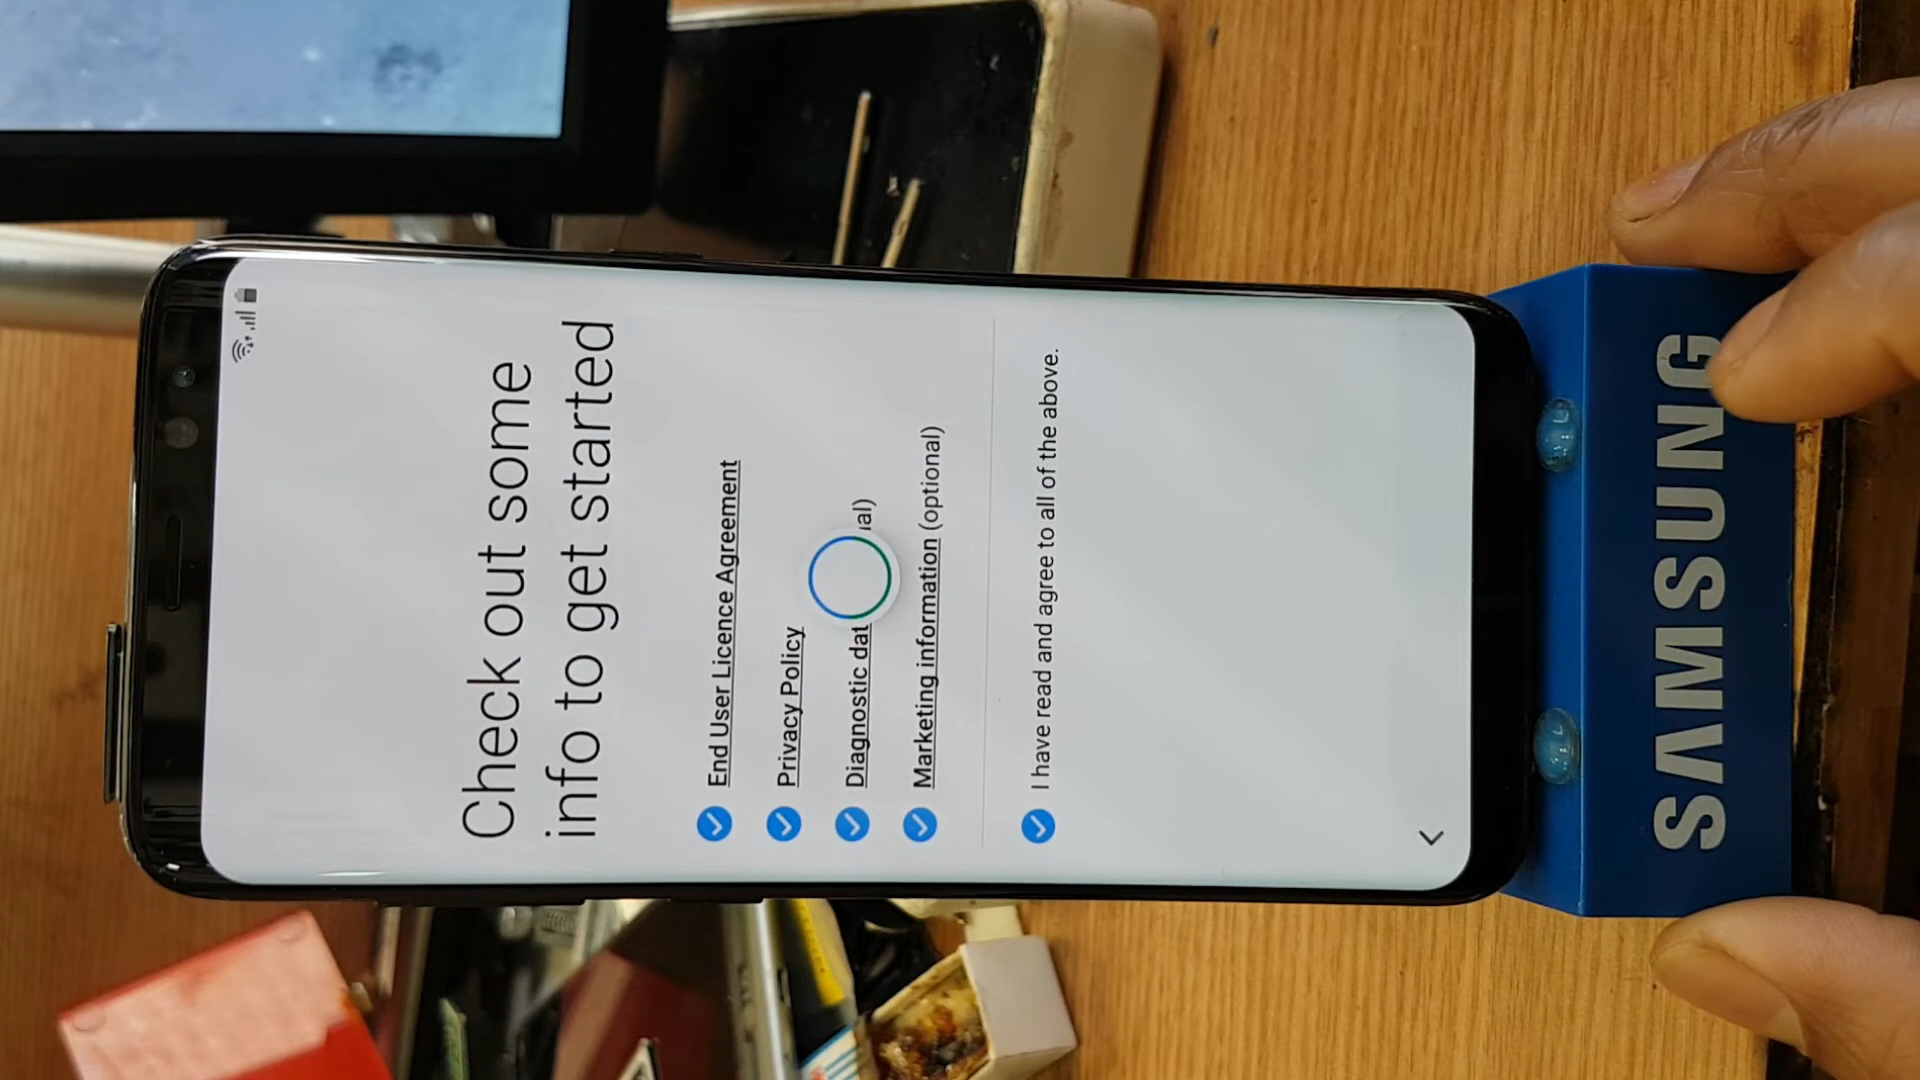 Check out some
info to get started
End User Licence Agreement
Privacy Policy
Diagnostic dat al)
Marketing information (optional)
I have read and agree to all of the above.
SAMSUNG